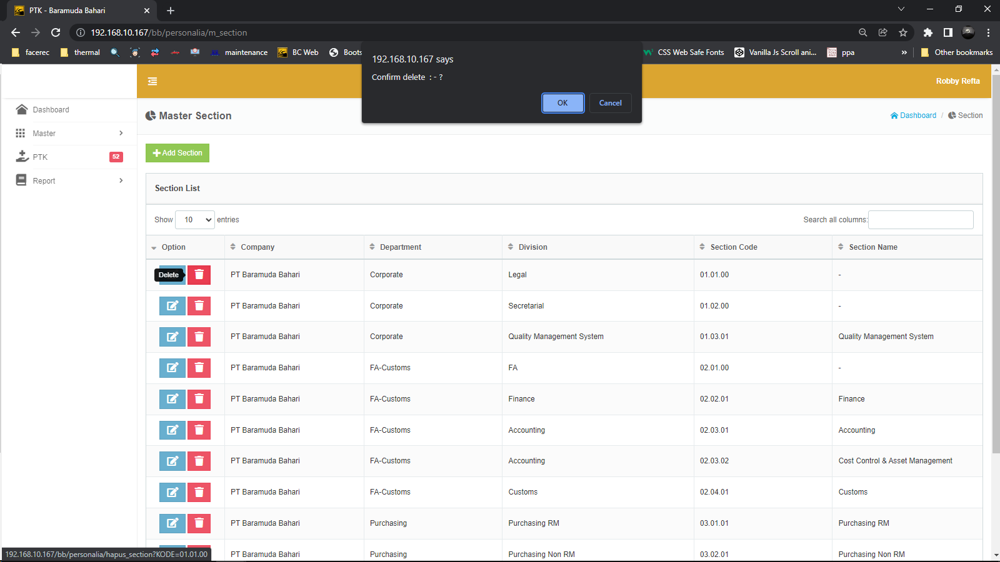 PTK - Baramuda Bahari
192.168.10.167/bb/personalia/m_section
facerec thermal maintenance BC Web Boots CSS Web Safe Fonts Vanilla Js Scroll ani... ppa » Other bookmarks
192.168.10.167 says
Confirm delete : - ?
OK Cancel
Robby Refta
Dashboard
Master
PTK 52
Report
Master Section
Dashboard / Section
Add Section
Section List
Show 10 entries
Search all columns:
Option Company Department Division Section Code Section Name
Delete PT Baramuda Bahari Corporate Legal 01.01.00 -
PT Baramuda Bahari Corporate Secretarial 01.02.00 -
PT Baramuda Bahari Corporate Quality Management System 01.03.01 Quality Management System
PT Baramuda Bahari FA-Customs FA 02.01.00 -
PT Baramuda Bahari FA-Customs Finance 02.02.01 Finance
PT Baramuda Bahari FA-Customs Accounting 02.03.01 Accounting
PT Baramuda Bahari FA-Customs Accounting 02.03.02 Cost Control & Asset Management
PT Baramuda Bahari FA-Customs Customs 02.04.01 Customs
PT Baramuda Bahari Purchasing Purchasing RM 03.01.01 Purchasing RM
PT Baramuda Bahari Purchasing Purchasing Non RM 03.02.01 Purchasing Non RM
192.168.10.167/bb/personalia/hapus_section?KODE=01.01.00